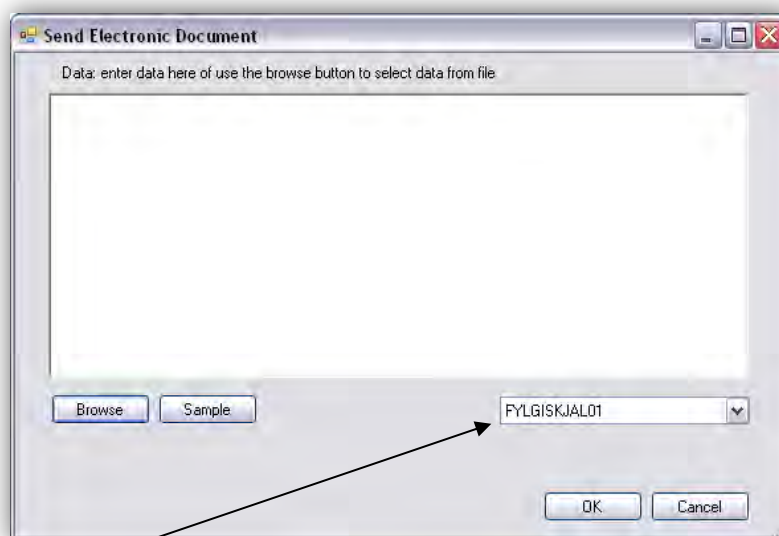 Send Electronic Document
Data: enter data here of use the browse button to select data from file
Browse
Sample
FYLGISKJAL01
OK
Cancel